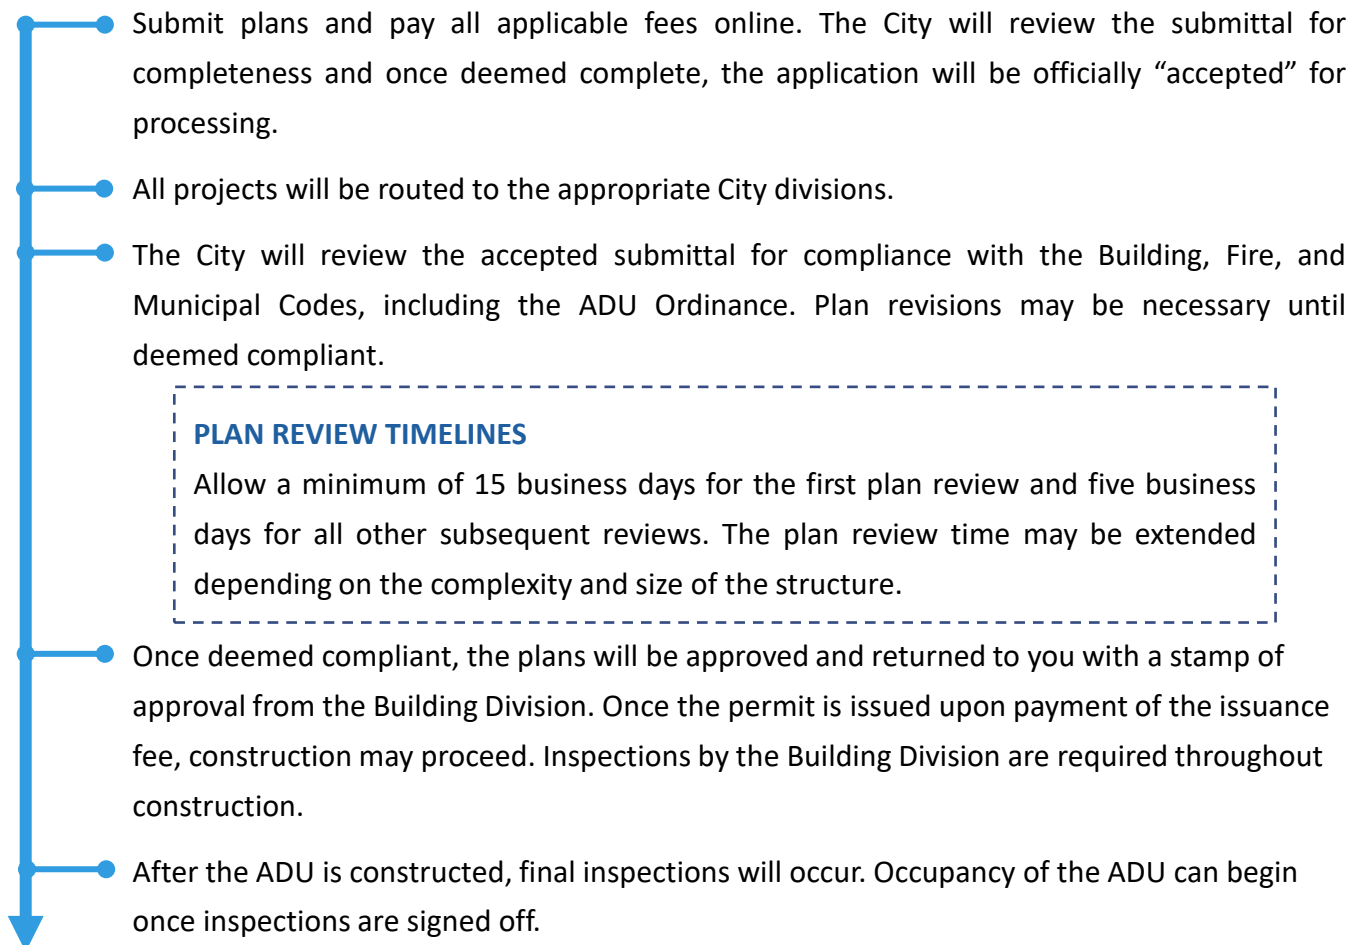 Submit plans and pay all applicable fees online. The City will review the submittal for
completeness and once deemed complete, the application will be officially “accepted” for
processing.
All projects will be routed to the appropriate City divisions.
The City will review the accepted submittal for compliance with the Building, Fire, and
Municipal Codes, including the ADU Ordinance. Plan revisions may be necessary until
deemed compliant.
PLAN REVIEW TIMELINES
Allow a minimum of 15 business days for the first plan review and five business
days for all other subsequent reviews. The plan review time may be extended
depending on the complexity and size of the structure.
Once deemed compliant, the plans will be approved and returned to you with a stamp of
approval from the Building Division. Once the permit is issued upon payment of the issuance
fee, construction may proceed. Inspections by the Building Division are required throughout
construction.
After the ADU is constructed, final inspections will occur. Occupancy of the ADU can begin
once inspections are signed off.